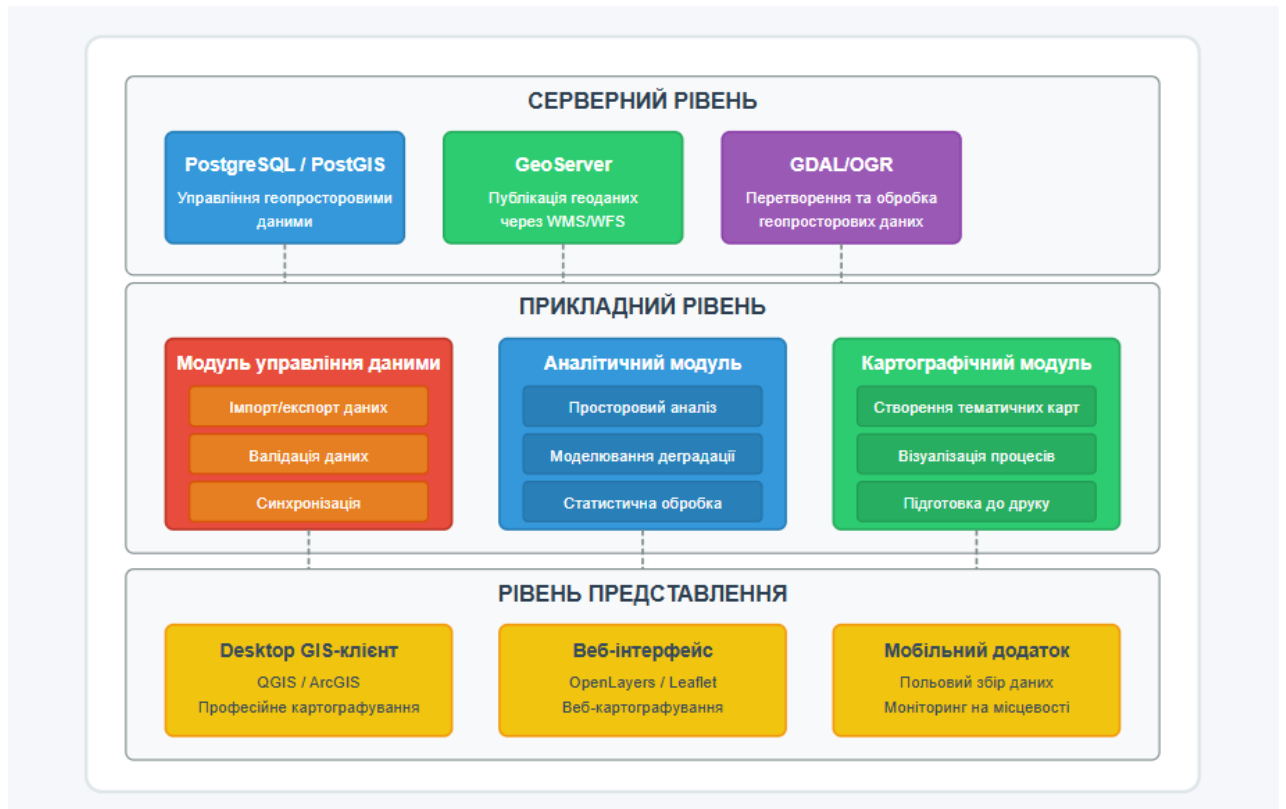 СЕРВЕРНИЙ РІВЕНЬ
PostgreSQL / PostGIS
Управління геопросторовими
даними
GeoServer
Публікація геоданих
через WMS/WFS
GDAL/OGR
Перетворення та обробка
геопросторових даних
ПРИКЛАДНИЙ РІВЕНЬ
Модуль управління даними
Імпорт/експорт даних
Валідація даних
Синхронізація
Аналітичний модуль
Просторовий аналіз
Моделювання деградації
Статистична обробка
Картографічний модуль
Створення тематичних карт
Візуалізація процесів
Підготовка до друку
РІВЕНЬ ПРЕДСТАВЛЕННЯ
Desktop GIS-клієнт
QGIS / ArcGIS
Професійне картографування
Веб-інтерфейс
OpenLayers / Leaflet
Веб-картографування
Мобільний додаток
Польовий збір даних
Моніторинг на місцевості